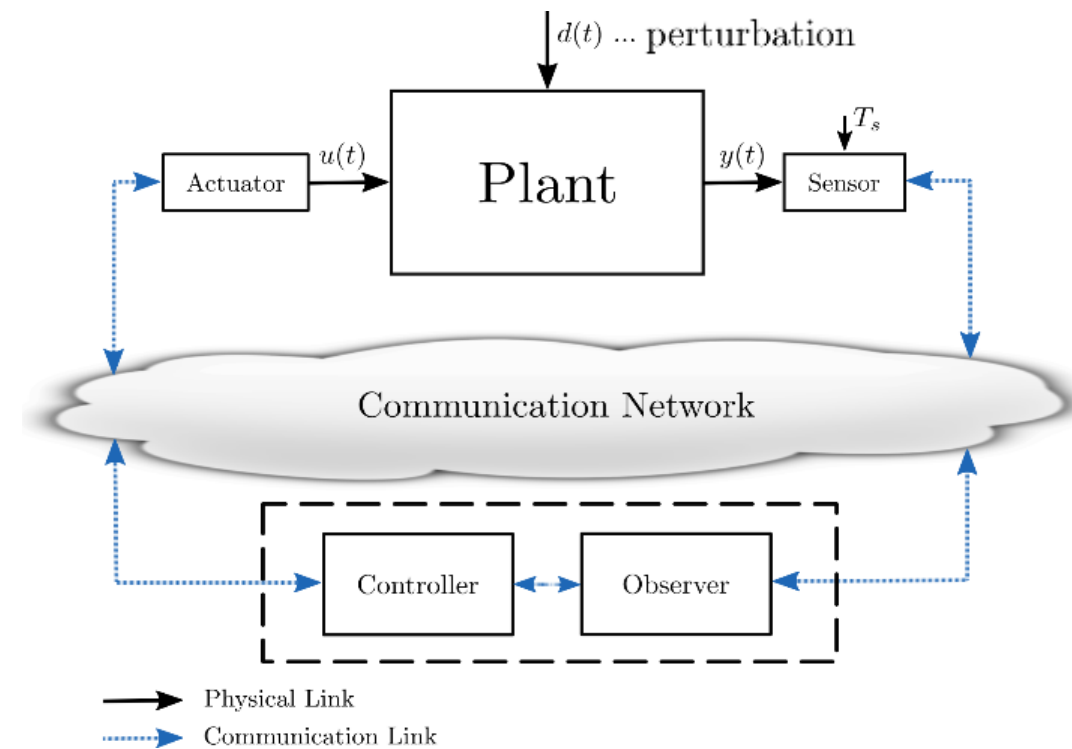 d(t) ... perturbation
T_s
u(t)
y(t)
Actuator
Plant
Sensor
Communication Network
Controller
Observer
Physical Link
Communication Link